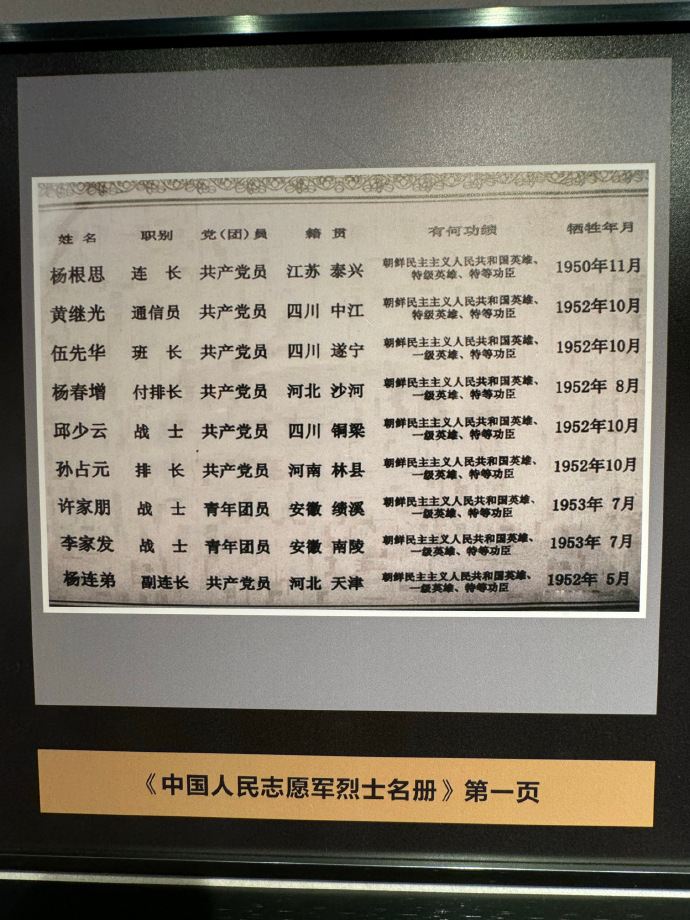 姓名 职别 党(团)员 籍贯 有何功绩 牺牲年月
杨根思 连长 共产党员 江苏 泰兴 朝鲜民主主义人民共和国英雄、特级英雄、特等功臣 1950年11月
黄继光 通信员 共产党员 四川 中江 朝鲜民主主义人民共和国英雄、特级英雄、特等功臣 1952年10月
伍先华 班长 共产党员 四川 遂宁 朝鲜民主主义人民共和国英雄、一级英雄、特等功臣 1952年10月
杨春增 付排长 共产党员 河北 沙河 朝鲜民主主义人民共和国英雄、一级英雄、特等功臣 1952年 8月
邱少云 战士 共产党员 四川 铜梁 朝鲜民主主义人民共和国英雄、一级英雄、特等功臣 1952年10月
孙占元 排长 共产党员 河南 林县 朝鲜民主主义人民共和国英雄、一级英雄、特等功臣 1952年10月
许家朋 战士 青年团员 安徽 绩溪 朝鲜民主主义人民共和国英雄、一级英雄、特等功臣 1953年 7月
李家发 战士 青年团员 安徽 南陵 朝鲜民主主义人民共和国英雄、一级英雄、特等功臣 1953年 7月
杨连弟 副连长 共产党员 河北 天津 朝鲜民主主义人民共和国英雄、一级英雄、特等功臣 1952年 5月
《中国人民志愿军烈士名册》第一页